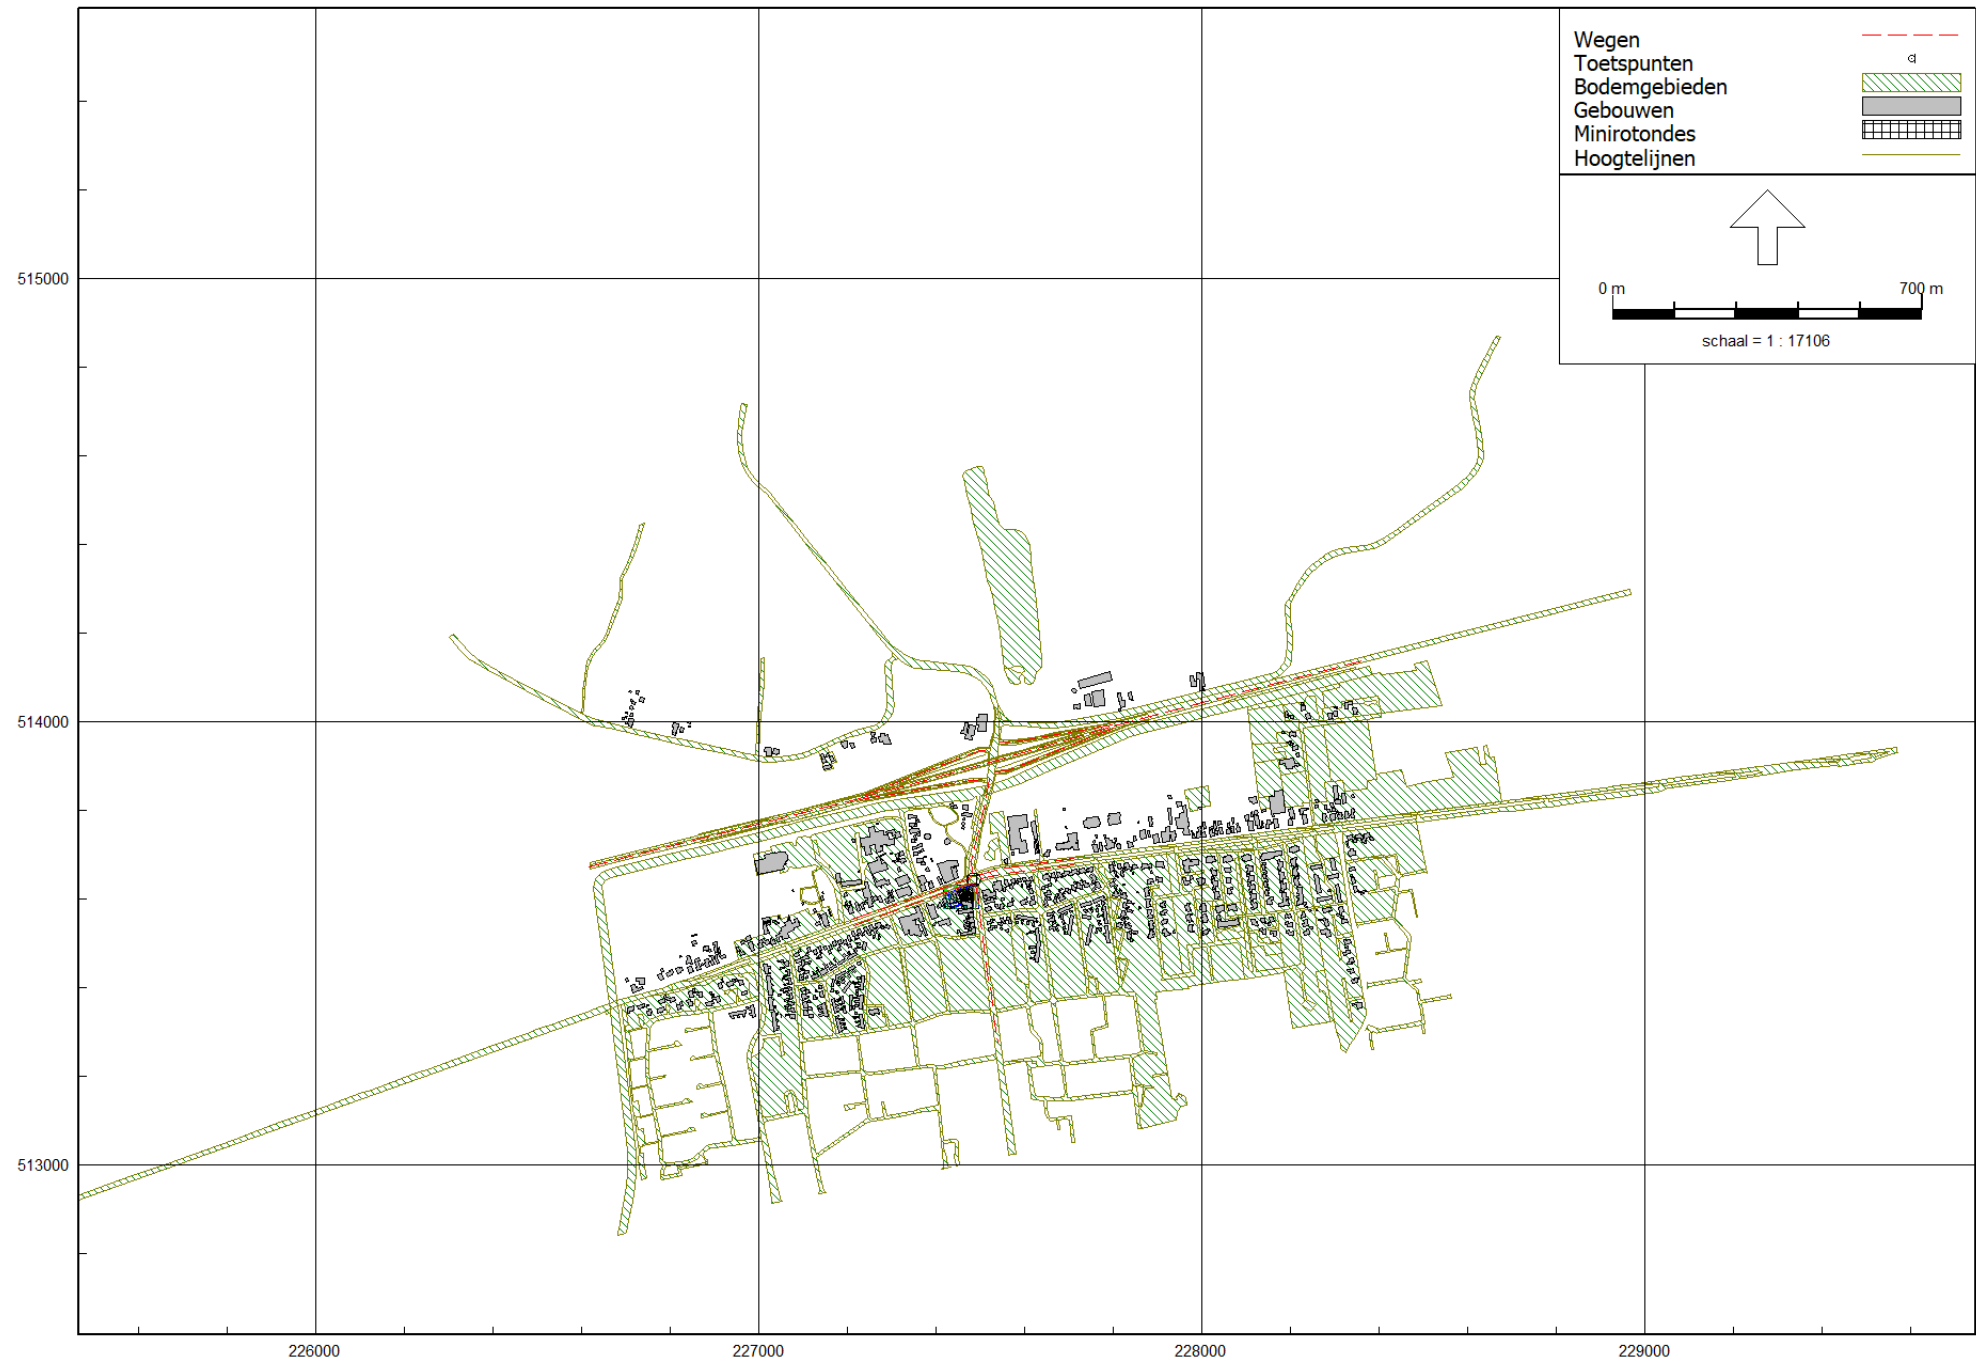 Wegen
Toetspunten
Bodemgebieden
Gebouwen
Minirotondes
Hoogtelijnen
0 m 700 m
schaal = 1 : 17106
515000
514000
513000
226000 227000 228000 229000